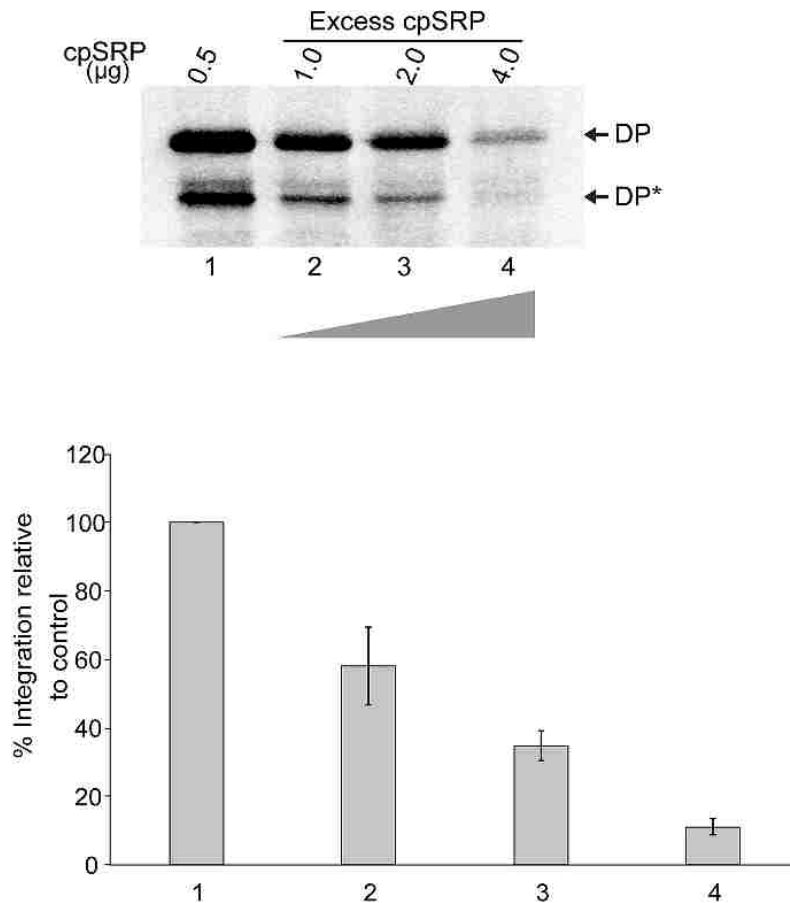 Excess cpSRP
cpSRP
(µg)
0.5 1.0 2.0 4.0
DP
DP*
1 2 3 4
120
100
80
60
40
20
0
% Integration relative
to control
1 2 3 4